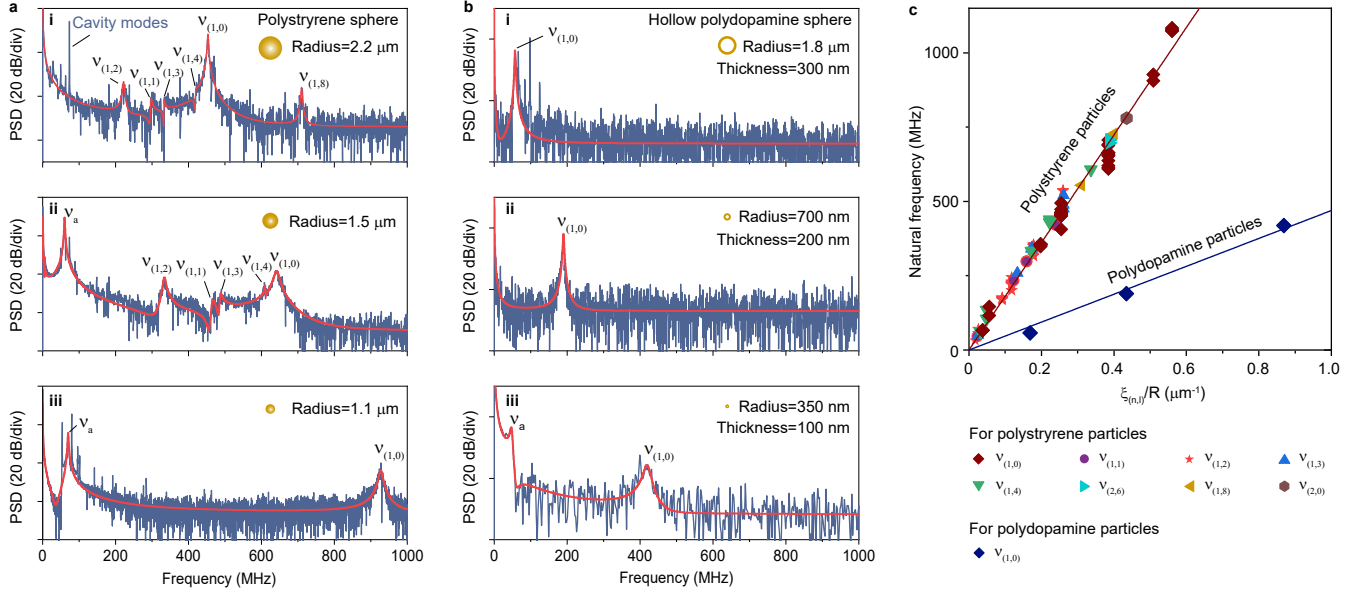 a
i
Cavity modes
Polystyrene sphere
Radius=2.2 μm
ν(1,2)
ν(1,1)
ν(1,3)
ν(1,4)
ν(1,0)
ν(1,8)
PSD (20 dB/div)
ii
Radius=1.5 μm
νa
ν(1,2)
ν(1,1)
ν(1,3)
ν(1,4)
ν(1,0)
PSD (20 dB/div)
iii
Radius=1.1 μm
νa
ν(1,0)
PSD (20 dB/div)
0 200 400 600 800 1000
Frequency (MHz)
b
i
Hollow polydopamine sphere
ν(1,0)
Radius=1.8 μm
Thickness=300 nm
PSD (20 dB/div)
ii
Radius=700 nm
Thickness=200 nm
ν(1,0)
PSD (20 dB/div)
iii
Radius=350 nm
Thickness=100 nm
νa
ν(1,0)
PSD (20 dB/div)
0 200 400 600 800 1000
Frequency (MHz)
c
Natural frequency (MHz)
1000
500
0
Polystyrene particles
Polydopamine particles
0 0.2 0.4 0.6 0.8 1.0
ξ(n,l)/R (μm⁻¹)
For polystryrene particles
ν(1,0) ν(1,1) ν(1,2) ν(1,3)
ν(1,4) ν(2,6) ν(1,8) ν(2,0)
For polydopamine particles
ν(1,0)